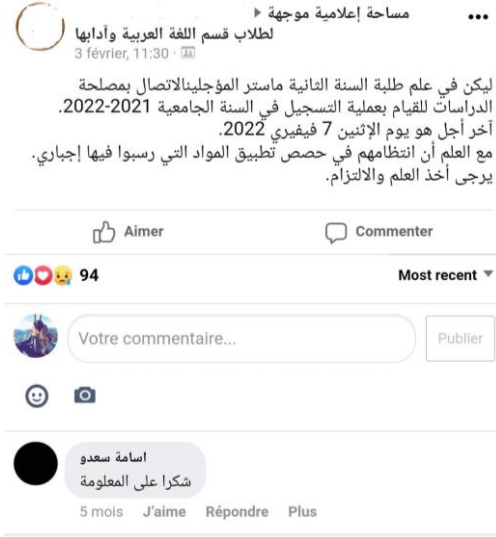 مساحة إعلامية موجهة ◂
لطلاب قسم اللغة العربية وآدابها
3 février, 11:30 ·
ليكن في علم طلبة السنة الثانية ماستر المؤجلينالاتصال بمصلحة
الدراسات للقيام بعملية التسجيل في السنة الجامعية 2021-2022.
آخر أجل هو يوم الإثنين 7 فيفيري 2022.
مع العلم أن انتظامهم في حصص تطبيق المواد التي رسبوا فيها إجباري.
يرجى أخذ العلم والالتزام.
Aimer Commenter
94 Most recent
Votre commentaire... Publier
اسامة سعدو
شكرا على المعلومة
5 mois J'aime Répondre Plus